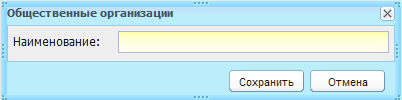 Общественные организации
Наименование:
Сохранить Отмена